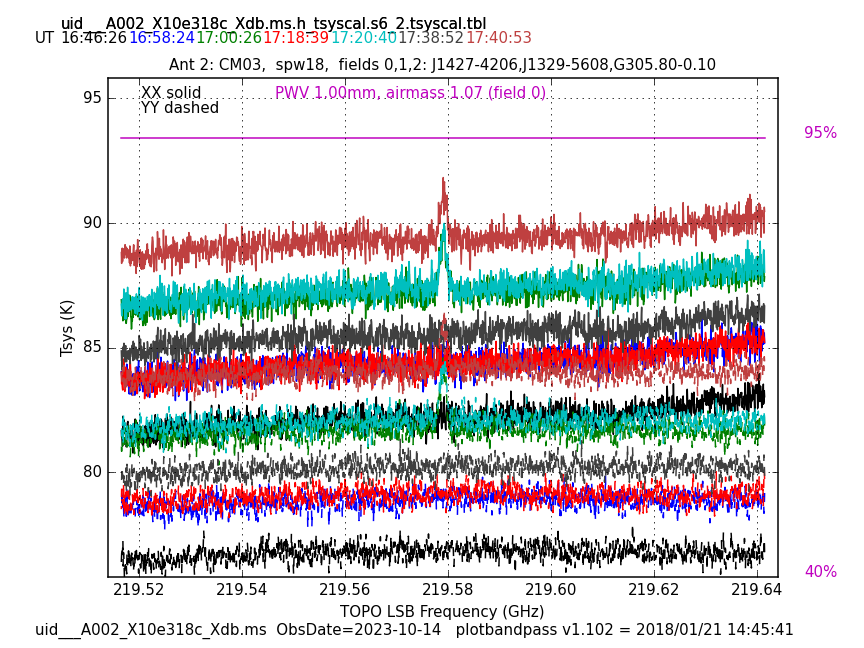 uid___A002_X10e318c_Xdb.ms.h_tsyscal.s6_2.tsyscal.tbl
UT 16:46:26 16:58:24 17:00:26 17:18:39 17:20:40 17:38:52 17:40:53
Ant 2: CM03,  spw18,  fields 0,1,2: J1427-4206,J1329-5608,G305.80-0.10
XX solid
PWV 1.00mm, airmass 1.07 (field 0)
YY dashed
95
95%
90
85
80
Tsys (K)
40%
219.52 219.54 219.56 219.58 219.60 219.62 219.64
TOPO LSB Frequency (GHz)
uid___A002_X10e318c_Xdb.ms  ObsDate=2023-10-14   plotbandpass v1.102 = 2018/01/21 14:45:41